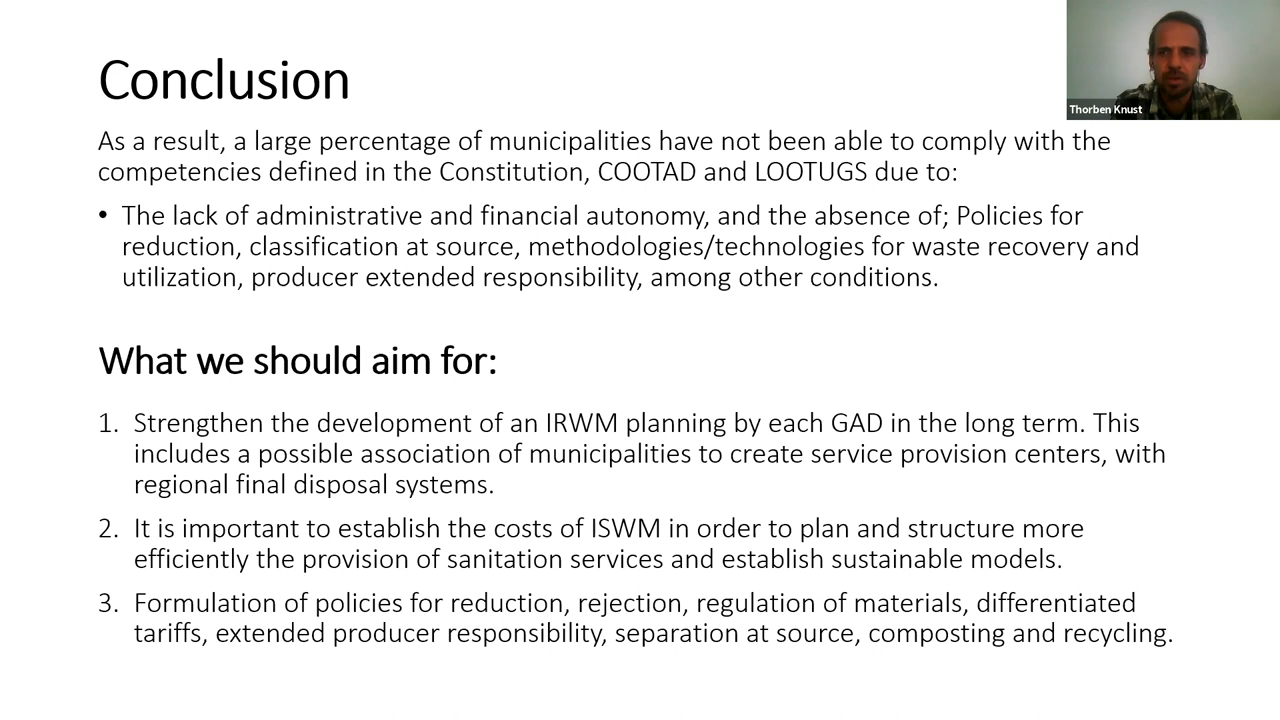 Conclusion
Thorben Knust
As a result, a large percentage of municipalities have not been able to comply with the
competencies defined in the Constitution, COOTAD and LOOTUGS due to:
• The lack of administrative and financial autonomy, and the absence of; Policies for
reduction, classification at source, methodologies/technologies for waste recovery and
utilization, producer extended responsibility, among other conditions.
What we should aim for:
1. Strengthen the development of an IRWM planning by each GAD in the long term. This
includes a possible association of municipalities to create service provision centers, with
regional final disposal systems.
2. It is important to establish the costs of ISWM in order to plan and structure more
efficiently the provision of sanitation services and establish sustainable models.
3. Formulation of policies for reduction, rejection, regulation of materials, differentiated
tariffs, extended producer responsibility, separation at source, composting and recycling.